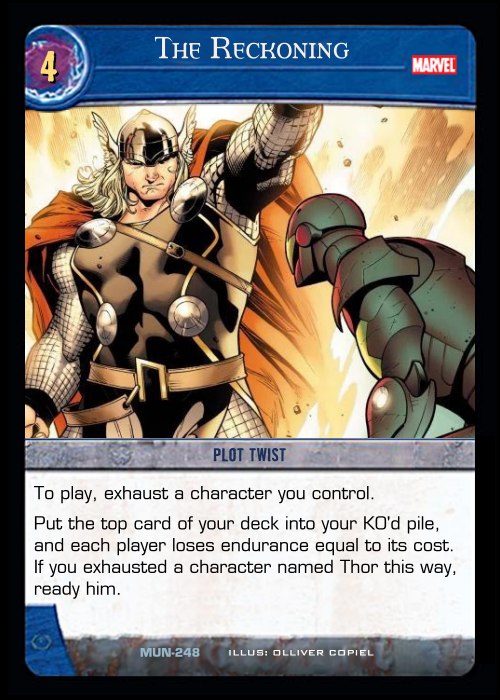 4
The Reckoning
MARVEL
PLOT TWIST
To play, exhaust a character you control.
Put the top card of your deck into your KO'd pile,
and each player loses endurance equal to its cost.
If you exhausted a character named Thor this way,
ready him.
MUN-248 ILLUS: OLLIVER COPIEL